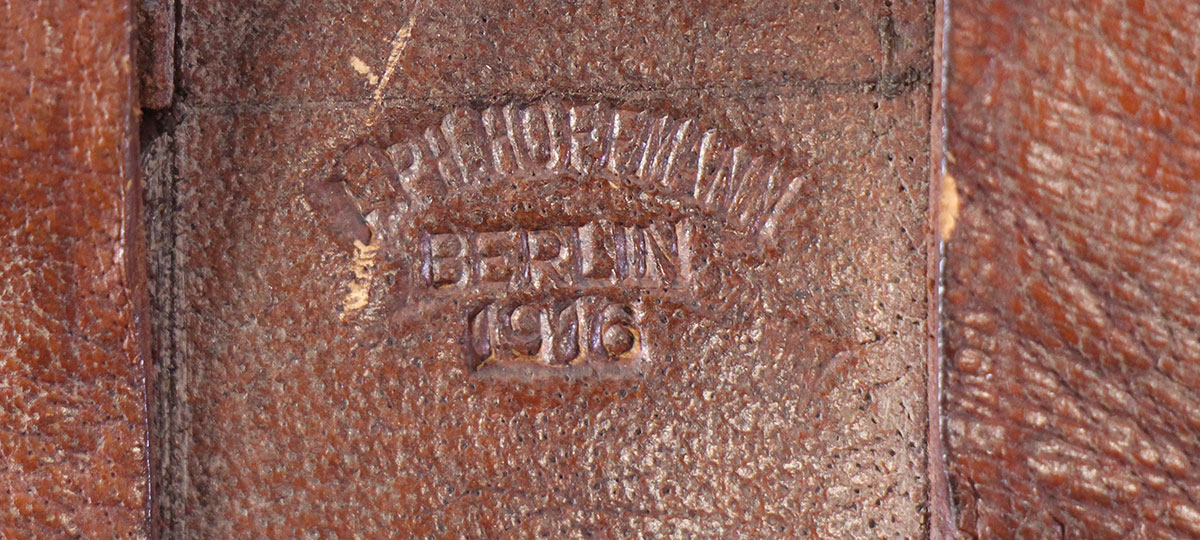 PH. HOFFMANN
BERLIN
1916